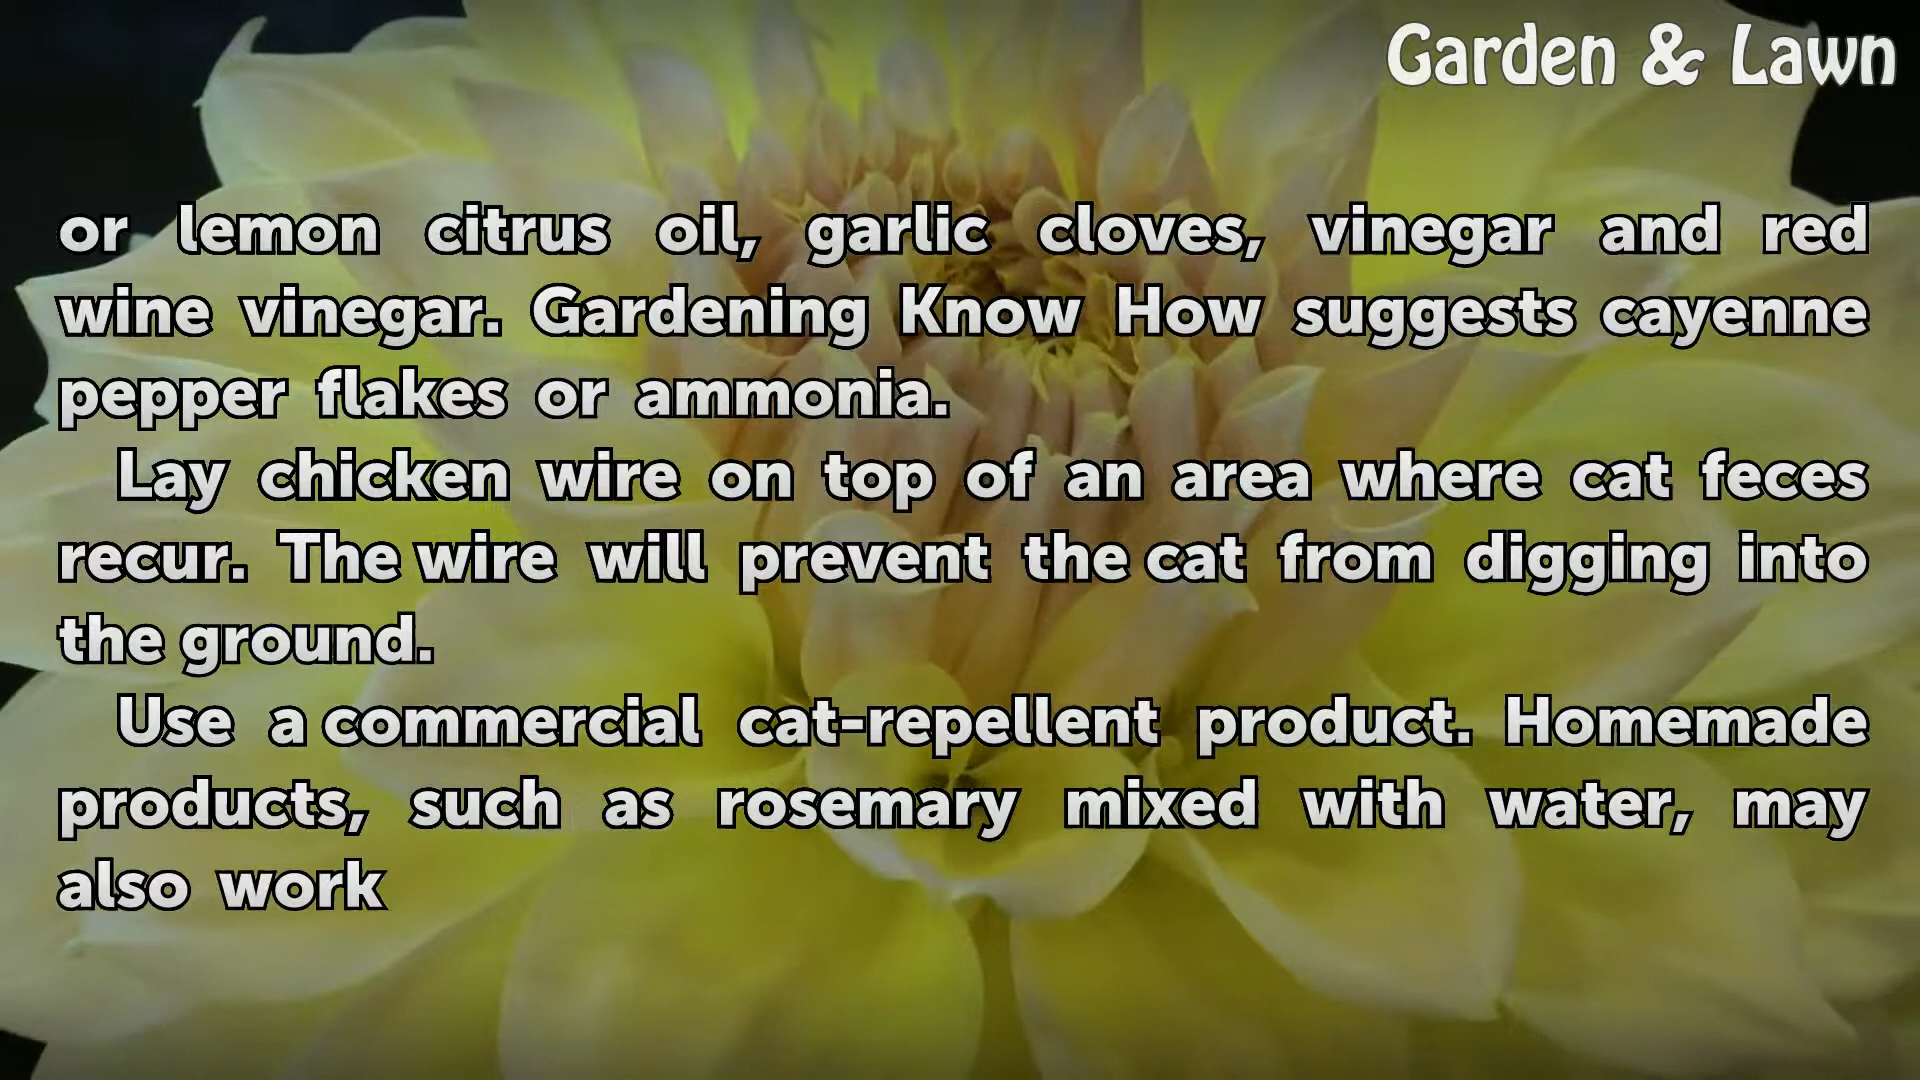 Garden & Lawn
or lemon citrus oil, garlic cloves, vinegar and red
wine vinegar. Gardening Know How suggests cayenne
pepper flakes or ammonia.
Lay chicken wire on top of an area where cat feces
recur. The wire will prevent the cat from digging into
the ground.
Use a commercial cat-repellent product. Homemade
products, such as rosemary mixed with water, may
also work